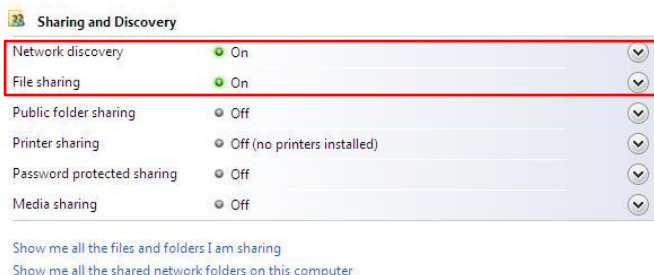 Sharing and Discovery
Network discovery On
File sharing On
Public folder sharing Off
Printer sharing Off (no printers installed)
Password protected sharing Off
Media sharing Off
Show me all the files and folders I am sharing
Show me all the shared network folders on this computer